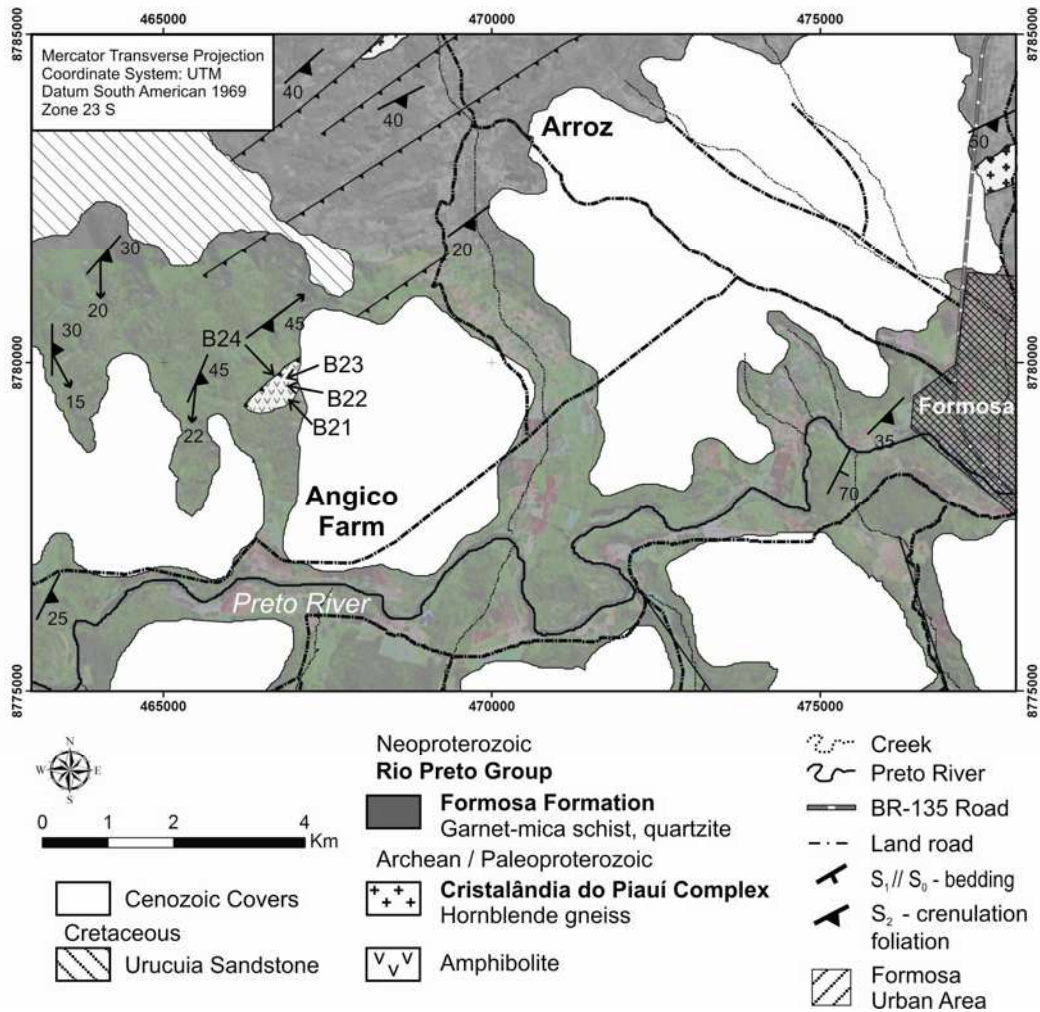 465000
470000
475000
8785000
8785000
Mercator Transverse Projection
Coordinate System: UTM
Datum South American 1969
Zone 23 S
40
40
Arroz
50
20
30
20
30
15
45
45
22
B24
B23
B22
B21
8780000
8780000
Formosa
35
70
Angico
Farm
Preto River
25
8775000
8775000
465000
470000
475000
N
W
E
S
0
1
2
4
Km
Cenozoic Covers
Cretaceous
Urucuia Sandstone
Neoproterozoic
Rio Preto Group
Formosa Formation
Garnet-mica schist, quartzite
Archean / Paleoproterozoic
Cristalândia do Piauí Complex
Hornblende gneiss
Amphibolite
Creek
Preto River
BR-135 Road
Land road
S₁ // S₀ - bedding
S₂ - crenulation
foliation
Formosa
Urban Area